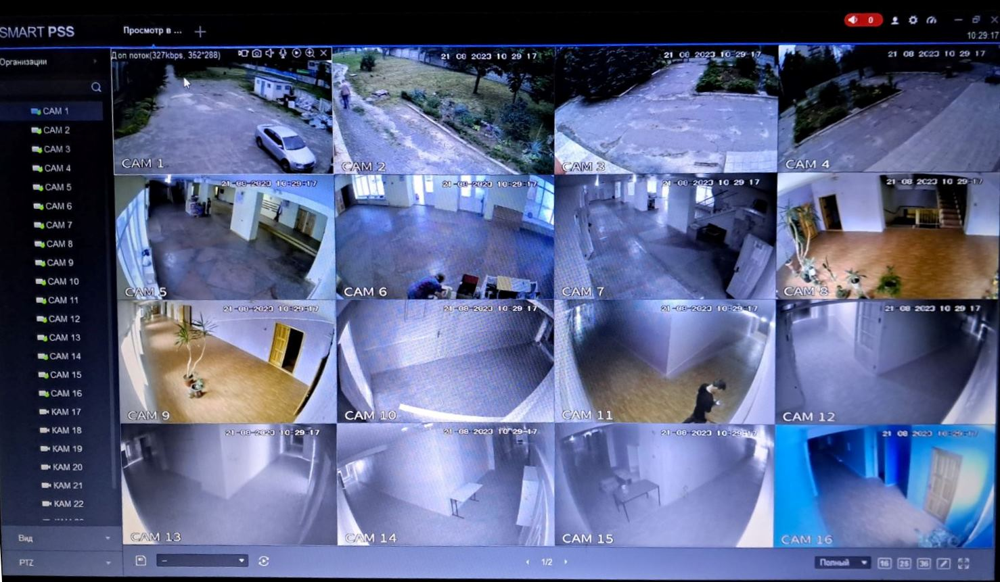 SMART PSS
Просмотр в ... +
0
10:29:17
Организации
Доп поток(327kbps, 352*288)
CAM 1
21 08 2023 10 29 17
CAM 2
21 08 2023 10 29 17
CAM 3
21 08 2023 10 29 17
CAM 4
21-08-2023 10:29:17
CAM 5
21-08-2023 10:29:17
CAM 6
21-08-2023 10 29 17
CAM 7
21 08 2023 10 29-17
CAM 8
21-08-2023 10:29:17
CAM 9
21-08-2023 10 29 17
CAM 10
21-08-2023 10:29:17
CAM 11
21-08-2023 10 29 17
CAM 12
21-08-2023 10:29:17
CAM 13
21-08-2023 10 29-17
CAM 14
21-08-2023 10:29:17
CAM 15
21 08 2023 10 29:17
CAM 16
CAM 1
CAM 2
CAM 3
CAM 4
CAM 5
CAM 6
CAM 7
CAM 8
CAM 9
CAM 10
CAM 11
CAM 12
CAM 13
CAM 14
CAM 15
CAM 16
KAM 17
KAM 18
KAM 19
KAM 20
KAM 21
KAM 22
Вид
PTZ
1/2
Полный
16
25
36